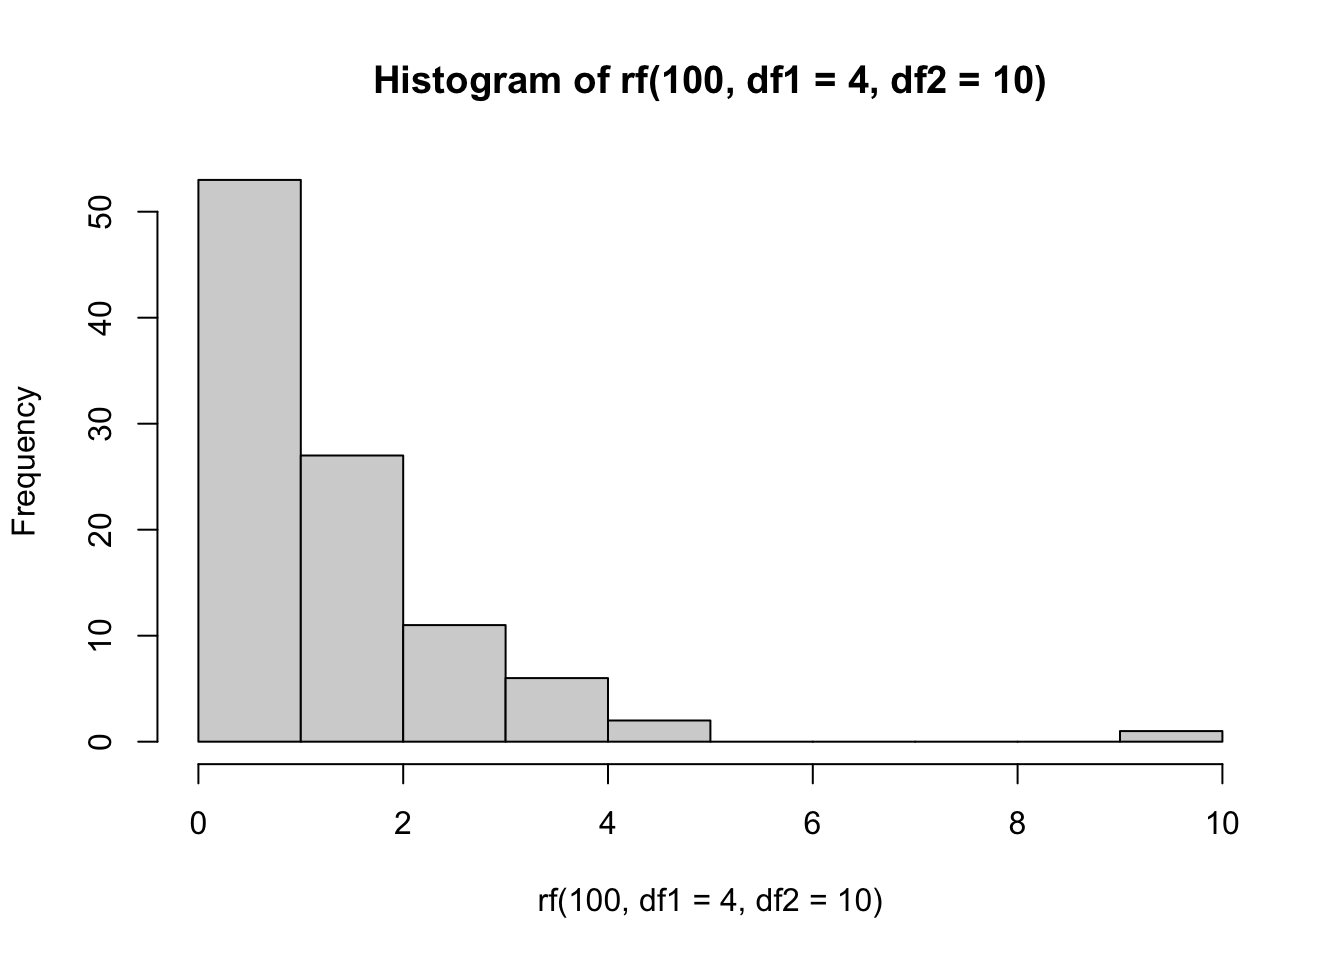 Histogram of rf(100, df1 = 4, df2 = 10)
Frequency
50
40
30
20
10
0
0 2 4 6 8 10
rf(100, df1 = 4, df2 = 10)